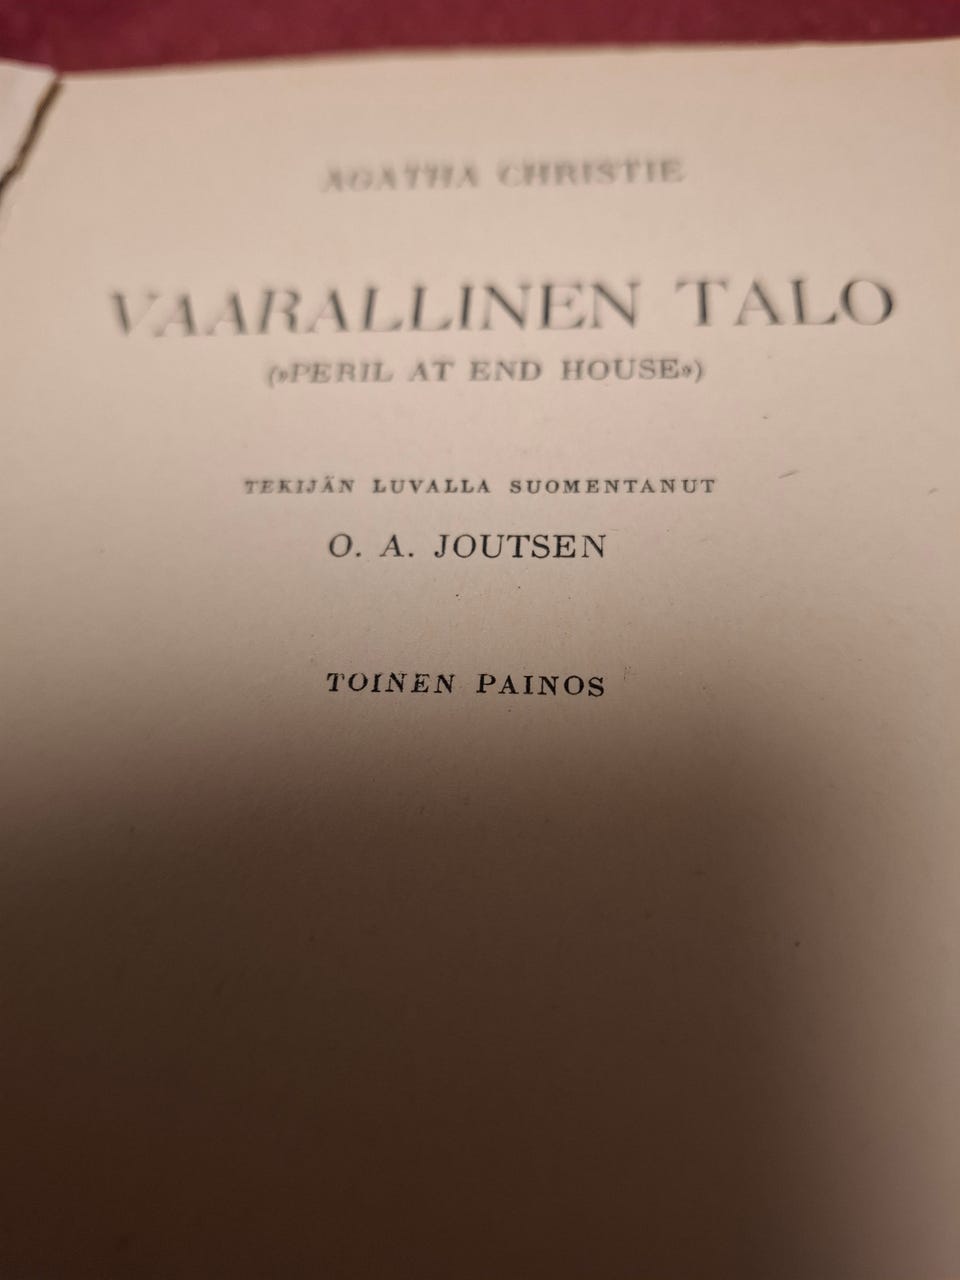 AGATHA CHRISTIE
VAARALLINEN TALO
(»PERIL AT END HOUSE»)
TEKIJÄN LUVALLA SUOMENTANUT
O. A. JOUTSEN
TOINEN PAINOS